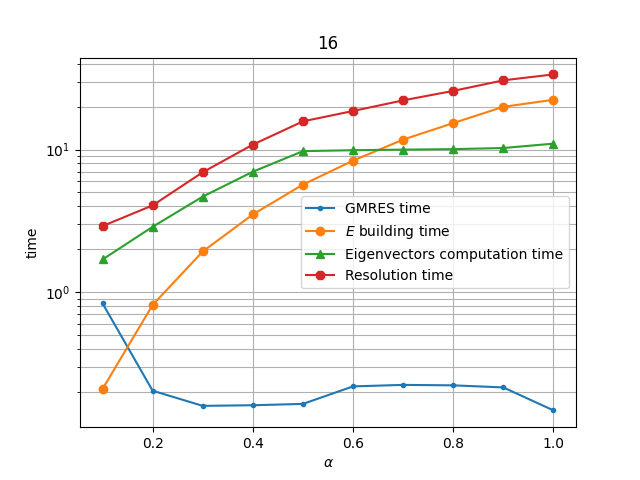 16
time
10¹
10⁰
GMRES time
E building time
Eigenvectors computation time
Resolution time
0.2 0.4 0.6 0.8 1.0
α